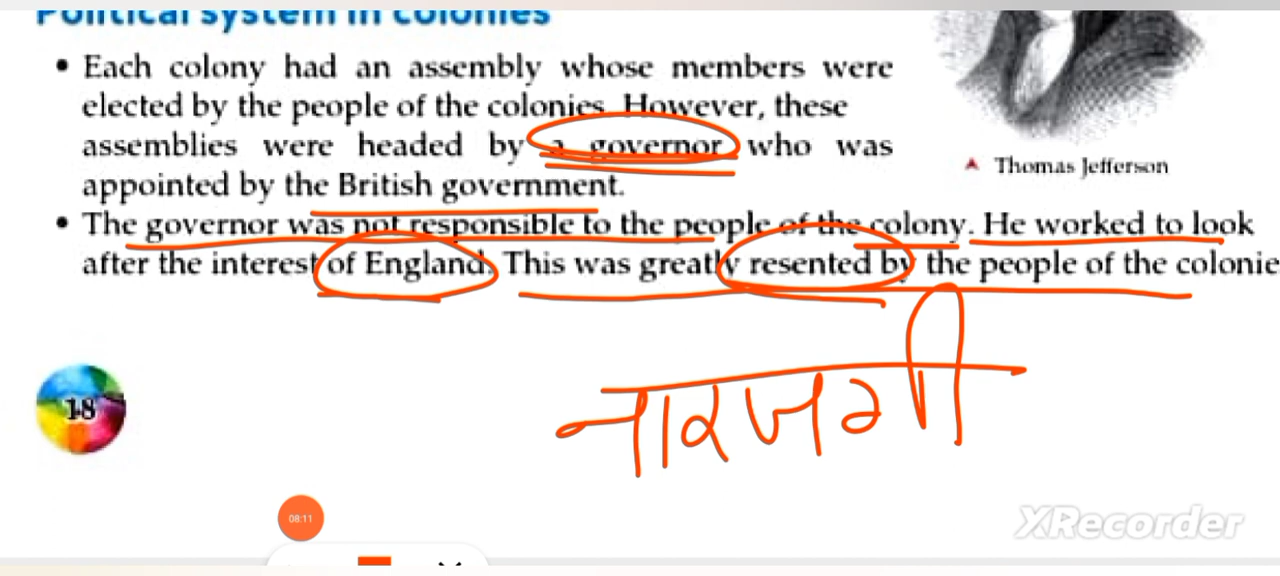 Political system in colonies
• Each colony had an assembly whose members were
elected by the people of the colonies. However, these
assemblies were headed by a governor who was
appointed by the British government.
Thomas Jefferson
• The governor was not responsible to the people of the colony. He worked to look
after the interest of England. This was greatly resented by the people of the colonie
नारजगी
18
08:11
XRecorder